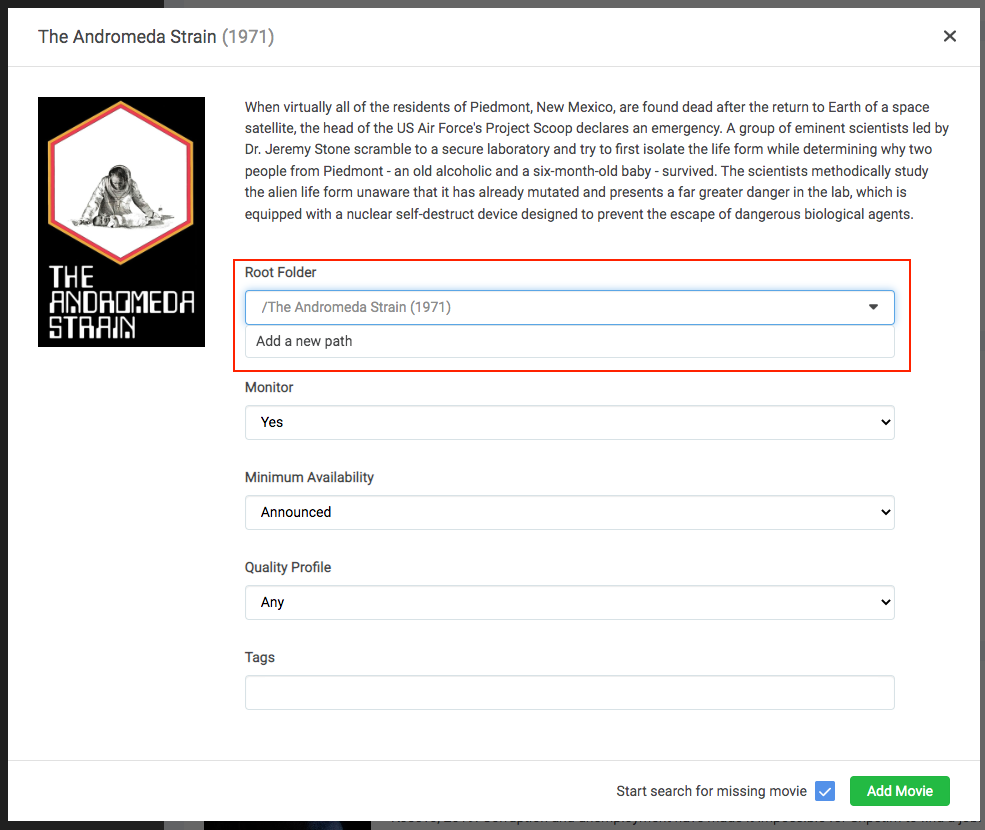 The Andromeda Strain (1971)
When virtually all of the residents of Piedmont, New Mexico, are found dead after the return to Earth of a space
satellite, the head of the US Air Force's Project Scoop declares an emergency. A group of eminent scientists led by
Dr. Jeremy Stone scramble to a secure laboratory and try to first isolate the life form while determining why two
people from Piedmont - an old alcoholic and a six-month-old baby - survived. The scientists methodically study
the alien life form unaware that it has already mutated and presents a far greater danger in the lab, which is
equipped with a nuclear self-destruct device designed to prevent the escape of dangerous biological agents.
THE
ANDROMEDA
STRAIN
Root Folder
/The Andromeda Strain (1971)
Add a new path
Monitor
Yes
Minimum Availability
Announced
Quality Profile
Any
Tags
Start search for missing movie
Add Movie